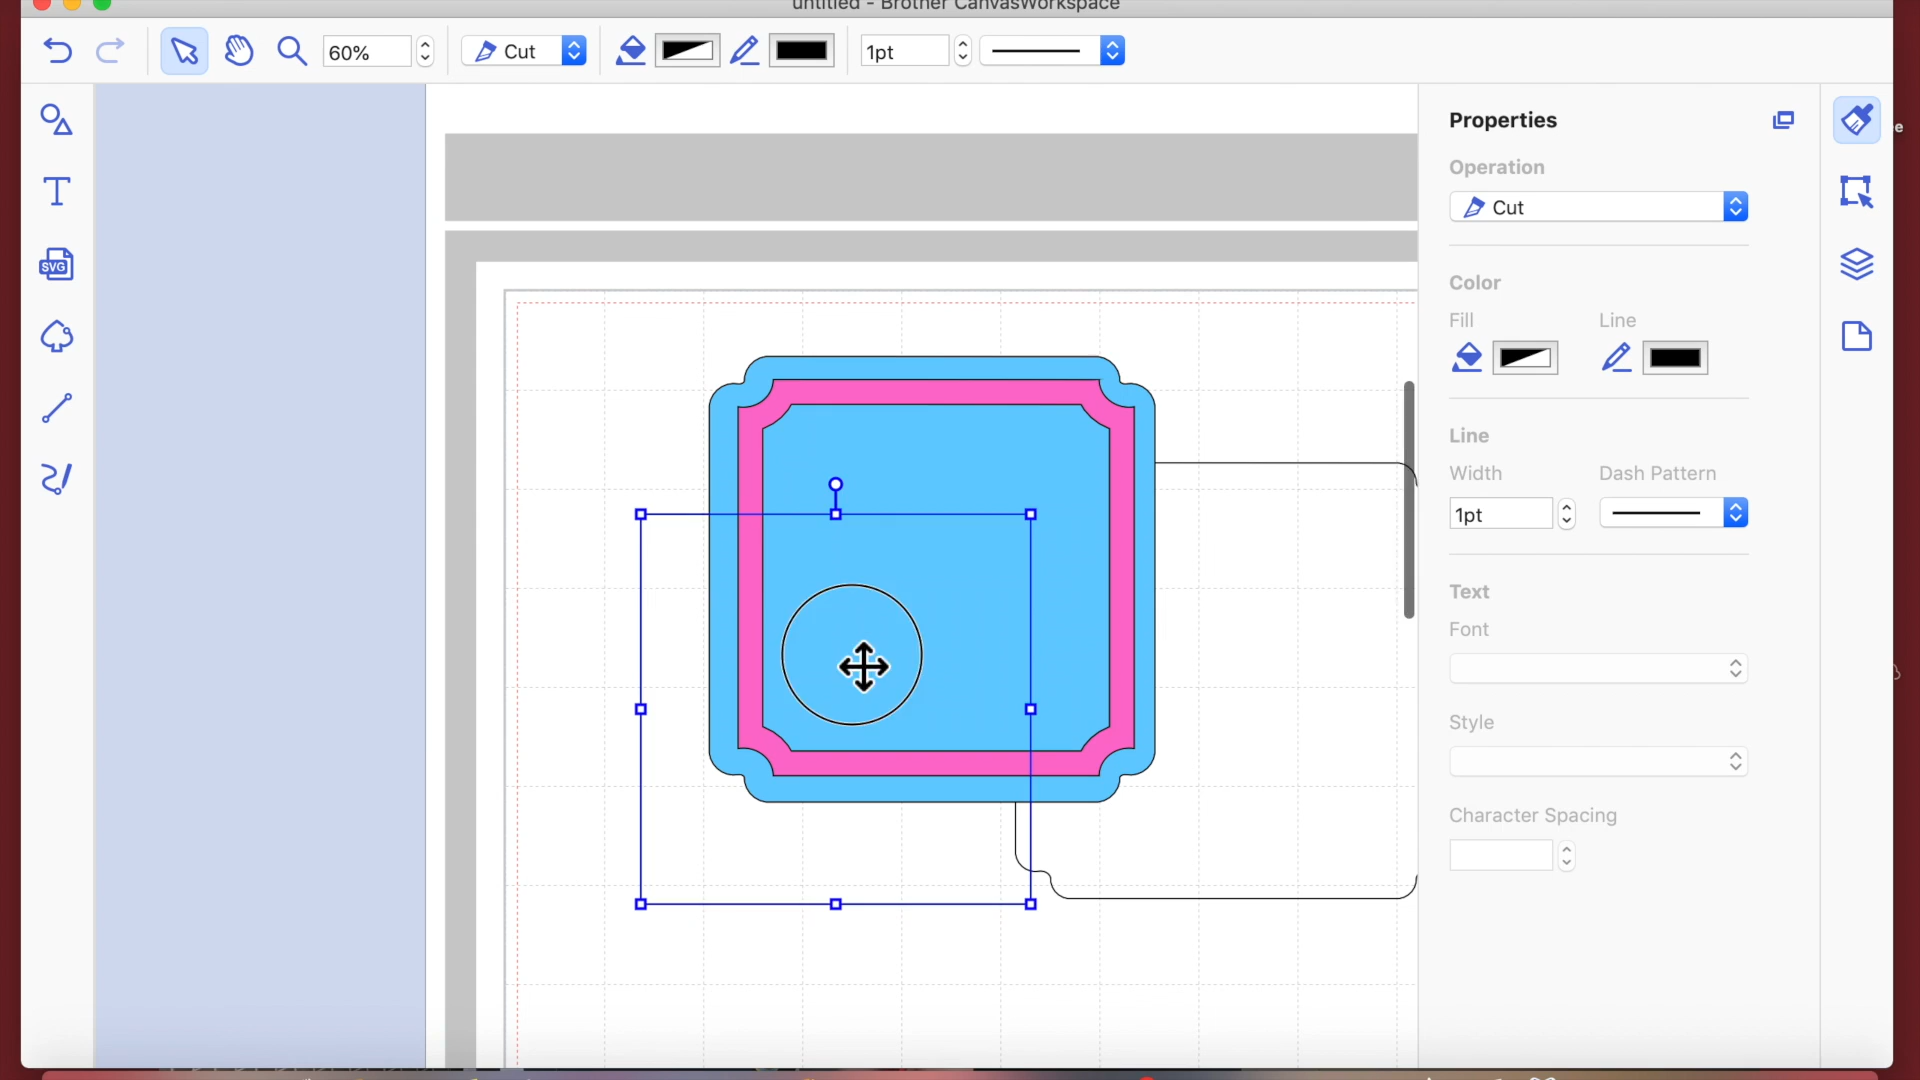 untitled - Brother CanvasWorkspace
60%
Cut
1pt
SVG
Properties
Operation
Cut
Color
Fill
Line
Line
Width
Dash Pattern
1pt
Text
Font
Style
Character Spacing